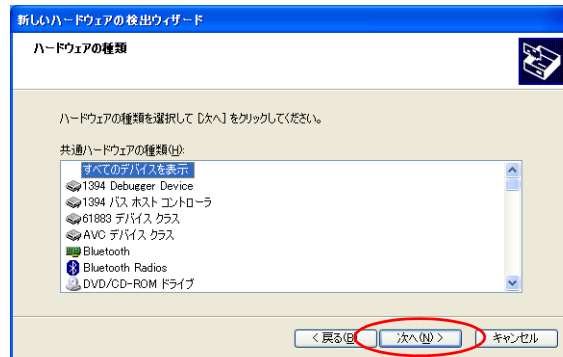 新しいハードウェアの検出ウィザード
ハードウェアの種類
ハードウェアの種類を選択して [次へ] をクリックしてください。
共通ハードウェアの種類(H):
すべてのデバイスを表示
1394 Debugger Device
1394 バス ホスト コントローラ
61883 デバイス クラス
AVC デバイス クラス
Bluetooth
Bluetooth Radios
DVD/CD-ROM ドライブ
< 戻る(B) 次へ(N) > キャンセル